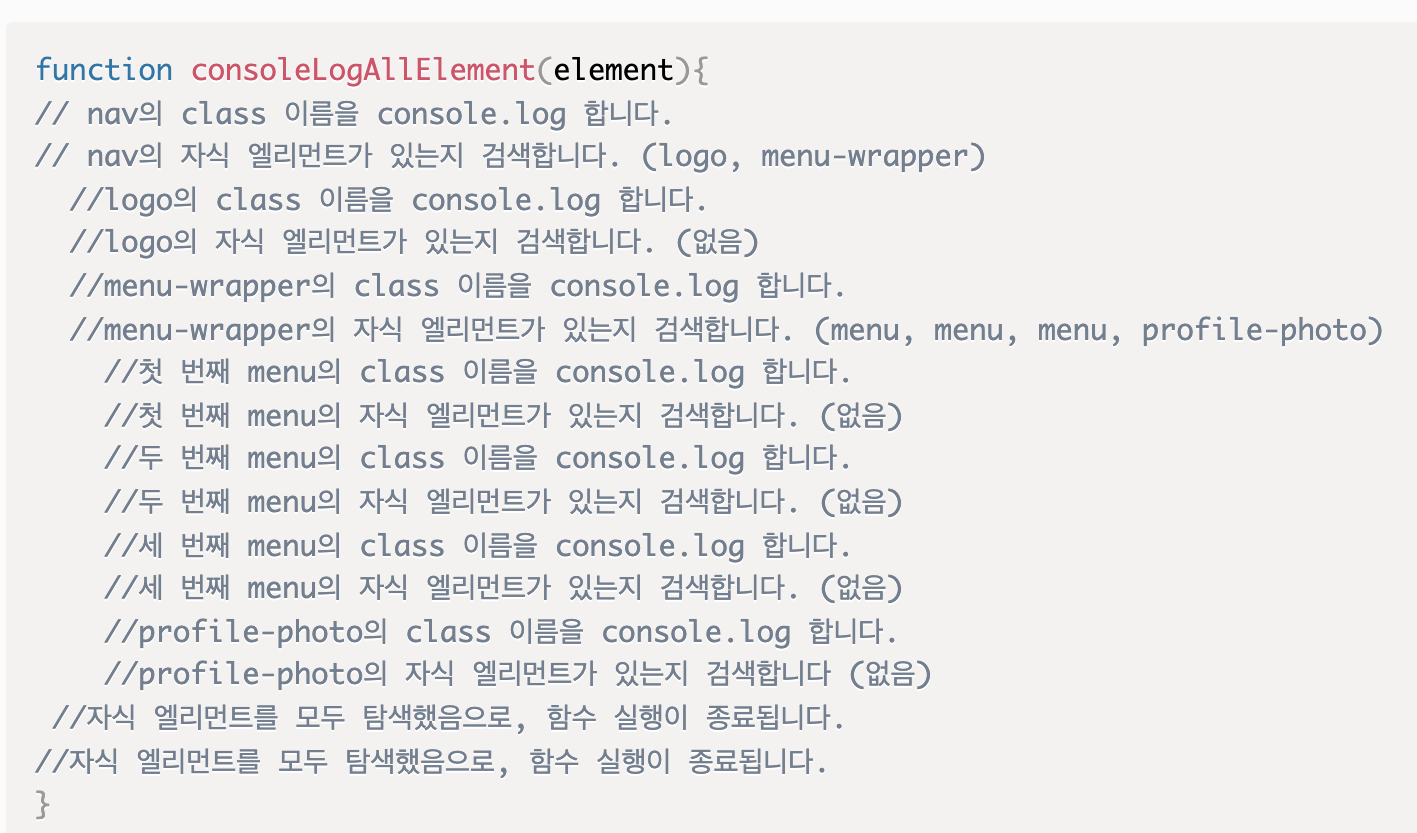 function consoleLogAllElement(element){
// nav의 class 이름을 console.log 합니다.
// nav의 자식 엘리먼트가 있는지 검색합니다. (logo, menu-wrapper)
//logo의 class 이름을 console.log 합니다.
//logo의 자식 엘리먼트가 있는지 검색합니다. (없음)
//menu-wrapper의 class 이름을 console.log 합니다.
//menu-wrapper의 자식 엘리먼트가 있는지 검색합니다. (menu, menu, menu, profile-photo)
//첫 번째 menu의 class 이름을 console.log 합니다.
//첫 번째 menu의 자식 엘리먼트가 있는지 검색합니다. (없음)
//두 번째 menu의 class 이름을 console.log 합니다.
//두 번째 menu의 자식 엘리먼트가 있는지 검색합니다. (없음)
//세 번째 menu의 class 이름을 console.log 합니다.
//세 번째 menu의 자식 엘리먼트가 있는지 검색합니다. (없음)
//profile-photo의 class 이름을 console.log 합니다.
//profile-photo의 자식 엘리먼트가 있는지 검색합니다 (없음)
//자식 엘리먼트를 모두 탐색했음으로, 함수 실행이 종료됩니다.
//자식 엘리먼트를 모두 탐색했음으로, 함수 실행이 종료됩니다.
}